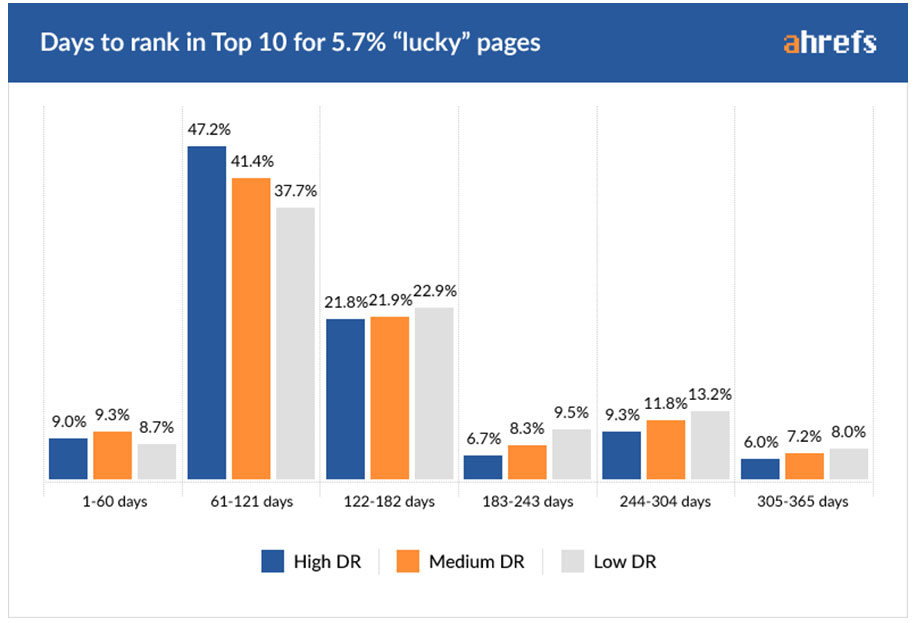 Days to rank in Top 10 for 5.7% “lucky” pages
ahrefs
47.2%
41.4%
37.7%
21.8% 21.9% 22.9%
9.0% 9.3% 8.7%
6.7% 8.3% 9.5%
9.3% 11.8% 13.2%
6.0% 7.2% 8.0%
1-60 days 61-121 days 122-182 days 183-243 days 244-304 days 305-365 days
High DR Medium DR Low DR